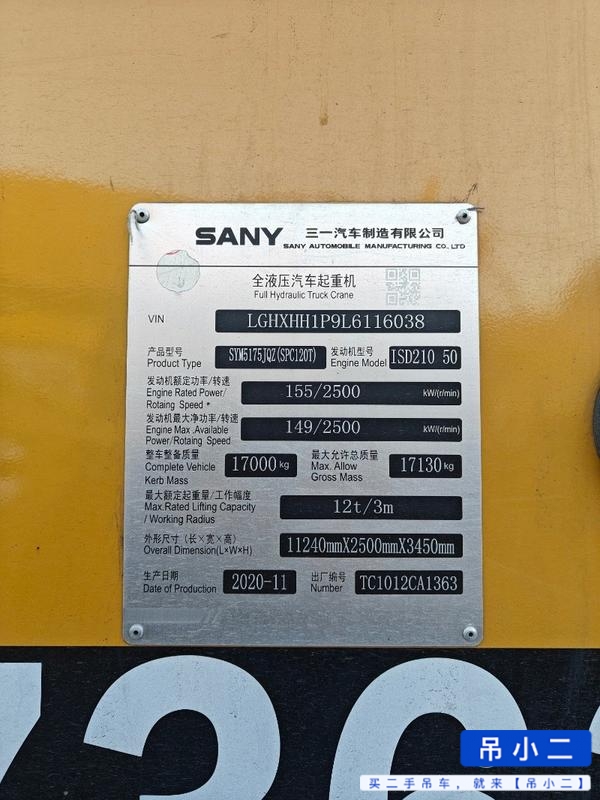 SANY 三一汽车制造有限公司
SANY AUTOMOBILE MANUFACTURING CO., LTD
全液压汽车起重机
Full Hydraulic Truck Crane
VIN LGHXHH1P9L6116038
产品型号 SYM5175JQZ(SPC120T) 发动机型号 ISD210 50
Product Type Engine Model
发动机额定功率/转速
Engine Rated Power/ 155/2500 kW/(r/min)
Rotaing Speed
发动机最大净功率/转速
Engine Max .Available 149/2500 kW/(r/min)
Power/Rotaing Speed
整车整备质量 最大允许总质量
Complete Vehicle 17000kg Max. Allow 17130kg
Kerb Mass Gross Mass
最大额定起重量/工作幅度
Max.Rated Lifting Capacity 12t/3m
/ Working Radius
外形尺寸（长×宽×高）
Overall Dimension(L×W×H) 11240mmX2500mmX3450mm
生产日期 2020-11 出厂编号 TC1012CA1363
Date of Production Number
吊小二
买二手吊车，就来【吊小二】